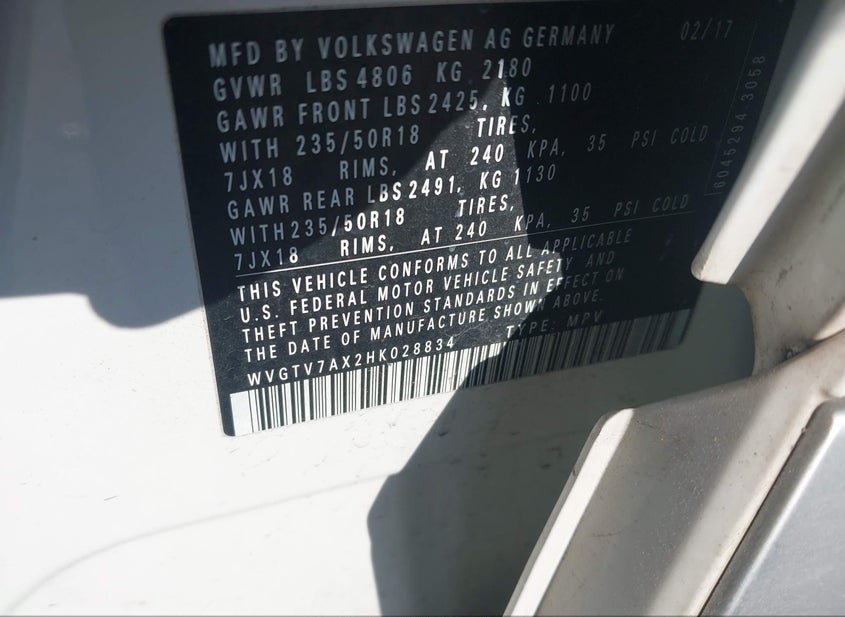 MFD BY VOLKSWAGEN AG GERMANY 02/17
GVWR LBS 4806 KG 2180
GAWR FRONT LBS 2425, KG 1100
WITH 235/50R18 TIRES,
7JX18 RIMS, AT 240 KPA, 35 PSI COLD
GAWR REAR LBS 2491, KG 1130
WITH 235/50R18 TIRES,
7JX18 RIMS, AT 240 KPA, 35 PSI COLD
THIS VEHICLE CONFORMS TO ALL APPLICABLE
U.S. FEDERAL MOTOR VEHICLE SAFETY AND
THEFT PREVENTION STANDARDS IN EFFECT ON
THE DATE OF MANUFACTURE SHOWN ABOVE.
WVGTV7AX2HK028834 TYPE: MPV
6045294 3058